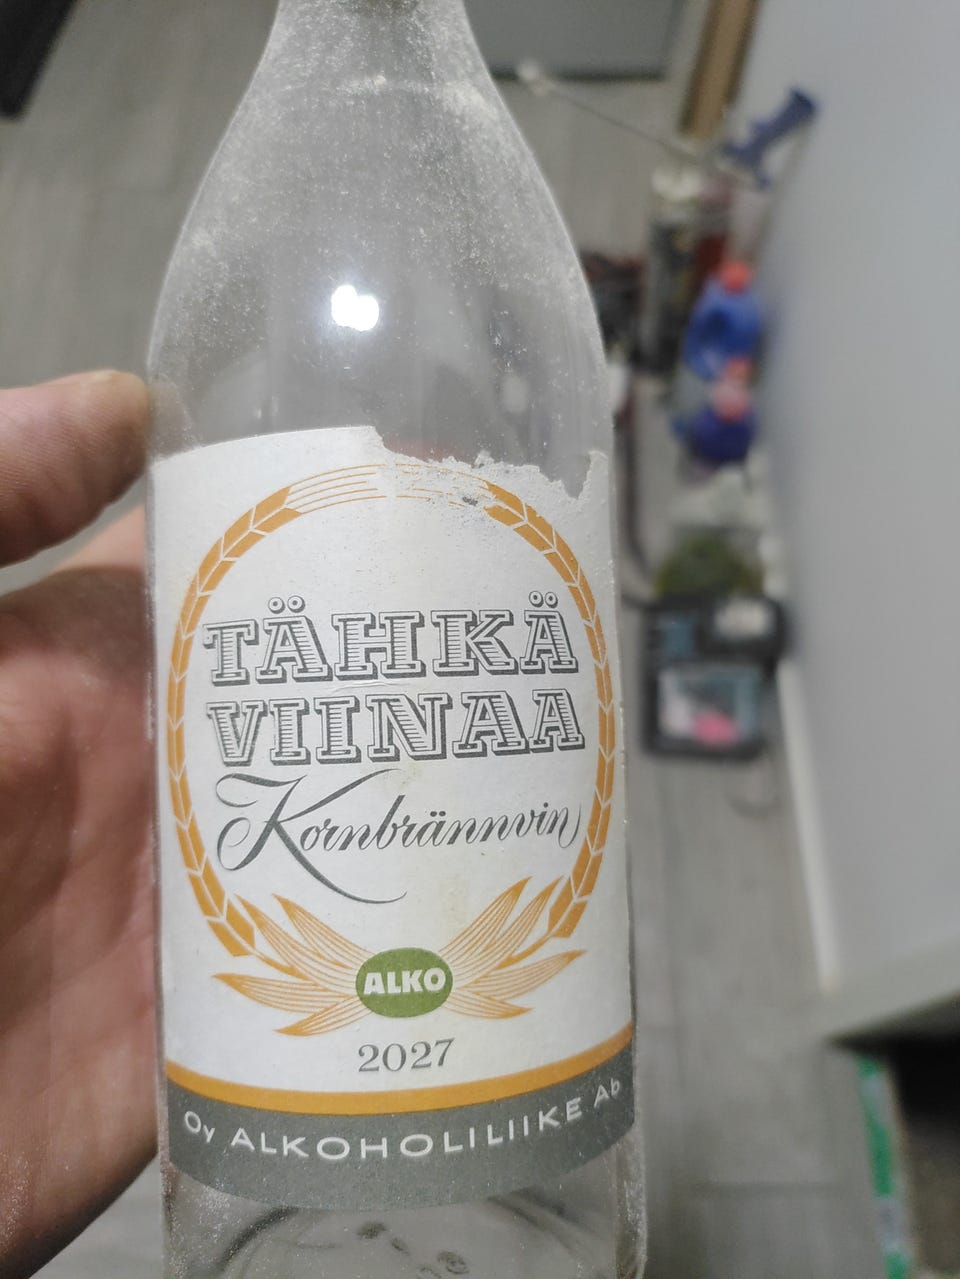 TÄHKÄ
VIINAA
Kornbrännvin
ALKO
2027
Oy ALKOHOLILIIKE Ab